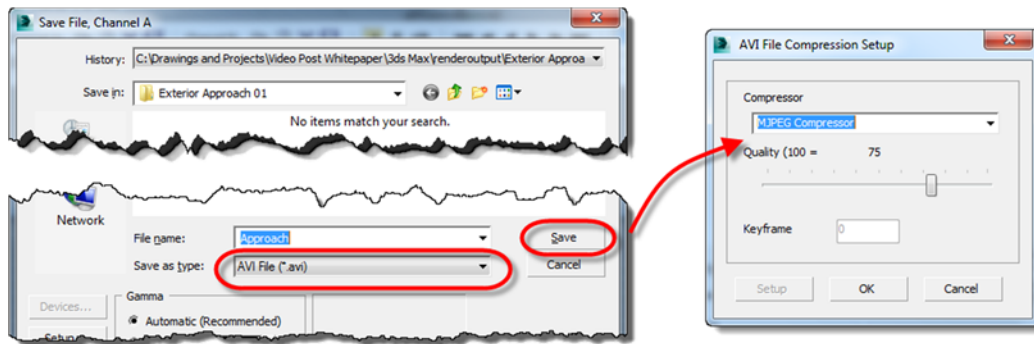 Save File, Channel A
History: C:\Drawings and Projects\Video Post Whitepaper\3ds Max\renderoutput\Exterior Approa
Save in: Exterior Approach 01
No items match your search.
Network
File name: Approach
Save
Save as type: AVI File (*.avi)
Cancel
Devices...
Gamma
Automatic (Recommended)
Setup
AVI File Compression Setup
Compressor
MJPEG Compressor
Quality (100 = 75
Keyframe 0
Setup OK Cancel